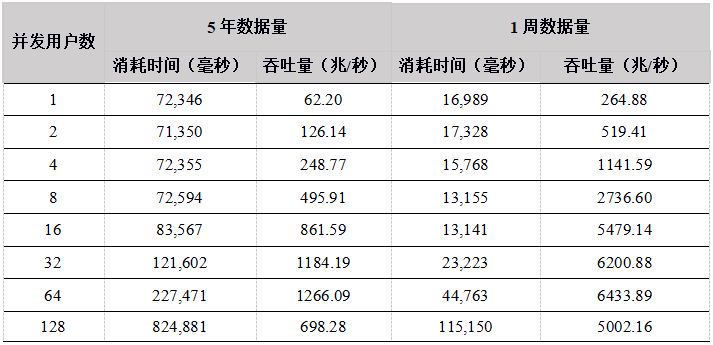 并发用户数 5 年数据量 1 周数据量
消耗时间（毫秒） 吞吐量（兆/秒） 消耗时间（毫秒） 吞吐量（兆/秒）
1 72,346 62.20 16,989 264.88
2 71,350 126.14 17,328 519.41
4 72,355 248.77 15,768 1141.59
8 72,594 495.91 13,155 2736.60
16 83,567 861.59 13,141 5479.14
32 121,602 1184.19 23,223 6200.88
64 227,471 1266.09 44,763 6433.89
128 824,881 698.28 115,150 5002.16